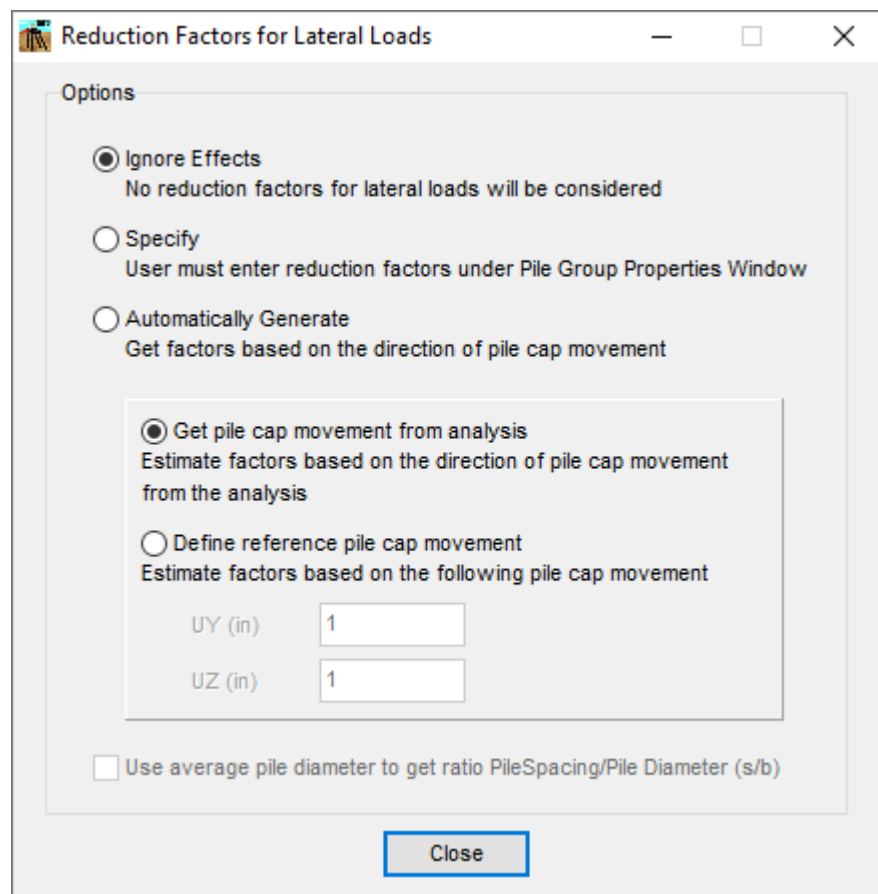 Reduction Factors for Lateral Loads
Options
Ignore Effects
No reduction factors for lateral loads will be considered
Specify
User must enter reduction factors under Pile Group Properties Window
Automatically Generate
Get factors based on the direction of pile cap movement
Get pile cap movement from analysis
Estimate factors based on the direction of pile cap movement
from the analysis
Define reference pile cap movement
Estimate factors based on the following pile cap movement
UY (in) 1
UZ (in) 1
Use average pile diameter to get ratio PileSpacing/Pile Diameter (s/b)
Close